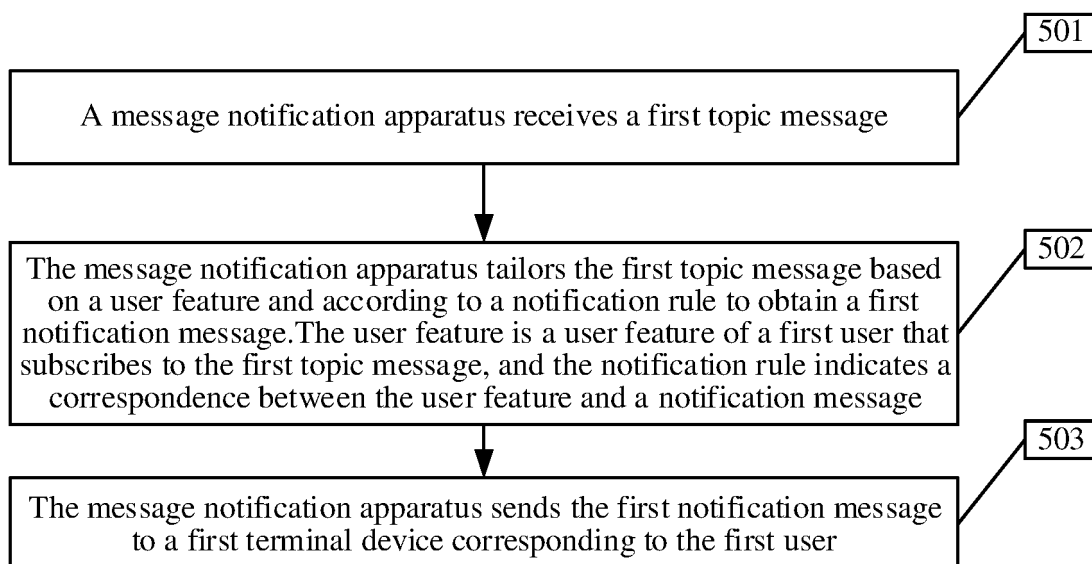 501
A message notification apparatus receives a first topic message
502
The message notification apparatus tailors the first topic message based
on a user feature and according to a notification rule to obtain a first
notification message.The user feature is a user feature of a first user that
subscribes to the first topic message, and the notification rule indicates a
correspondence between the user feature and a notification message
503
The message notification apparatus sends the first notification message
to a first terminal device corresponding to the first user